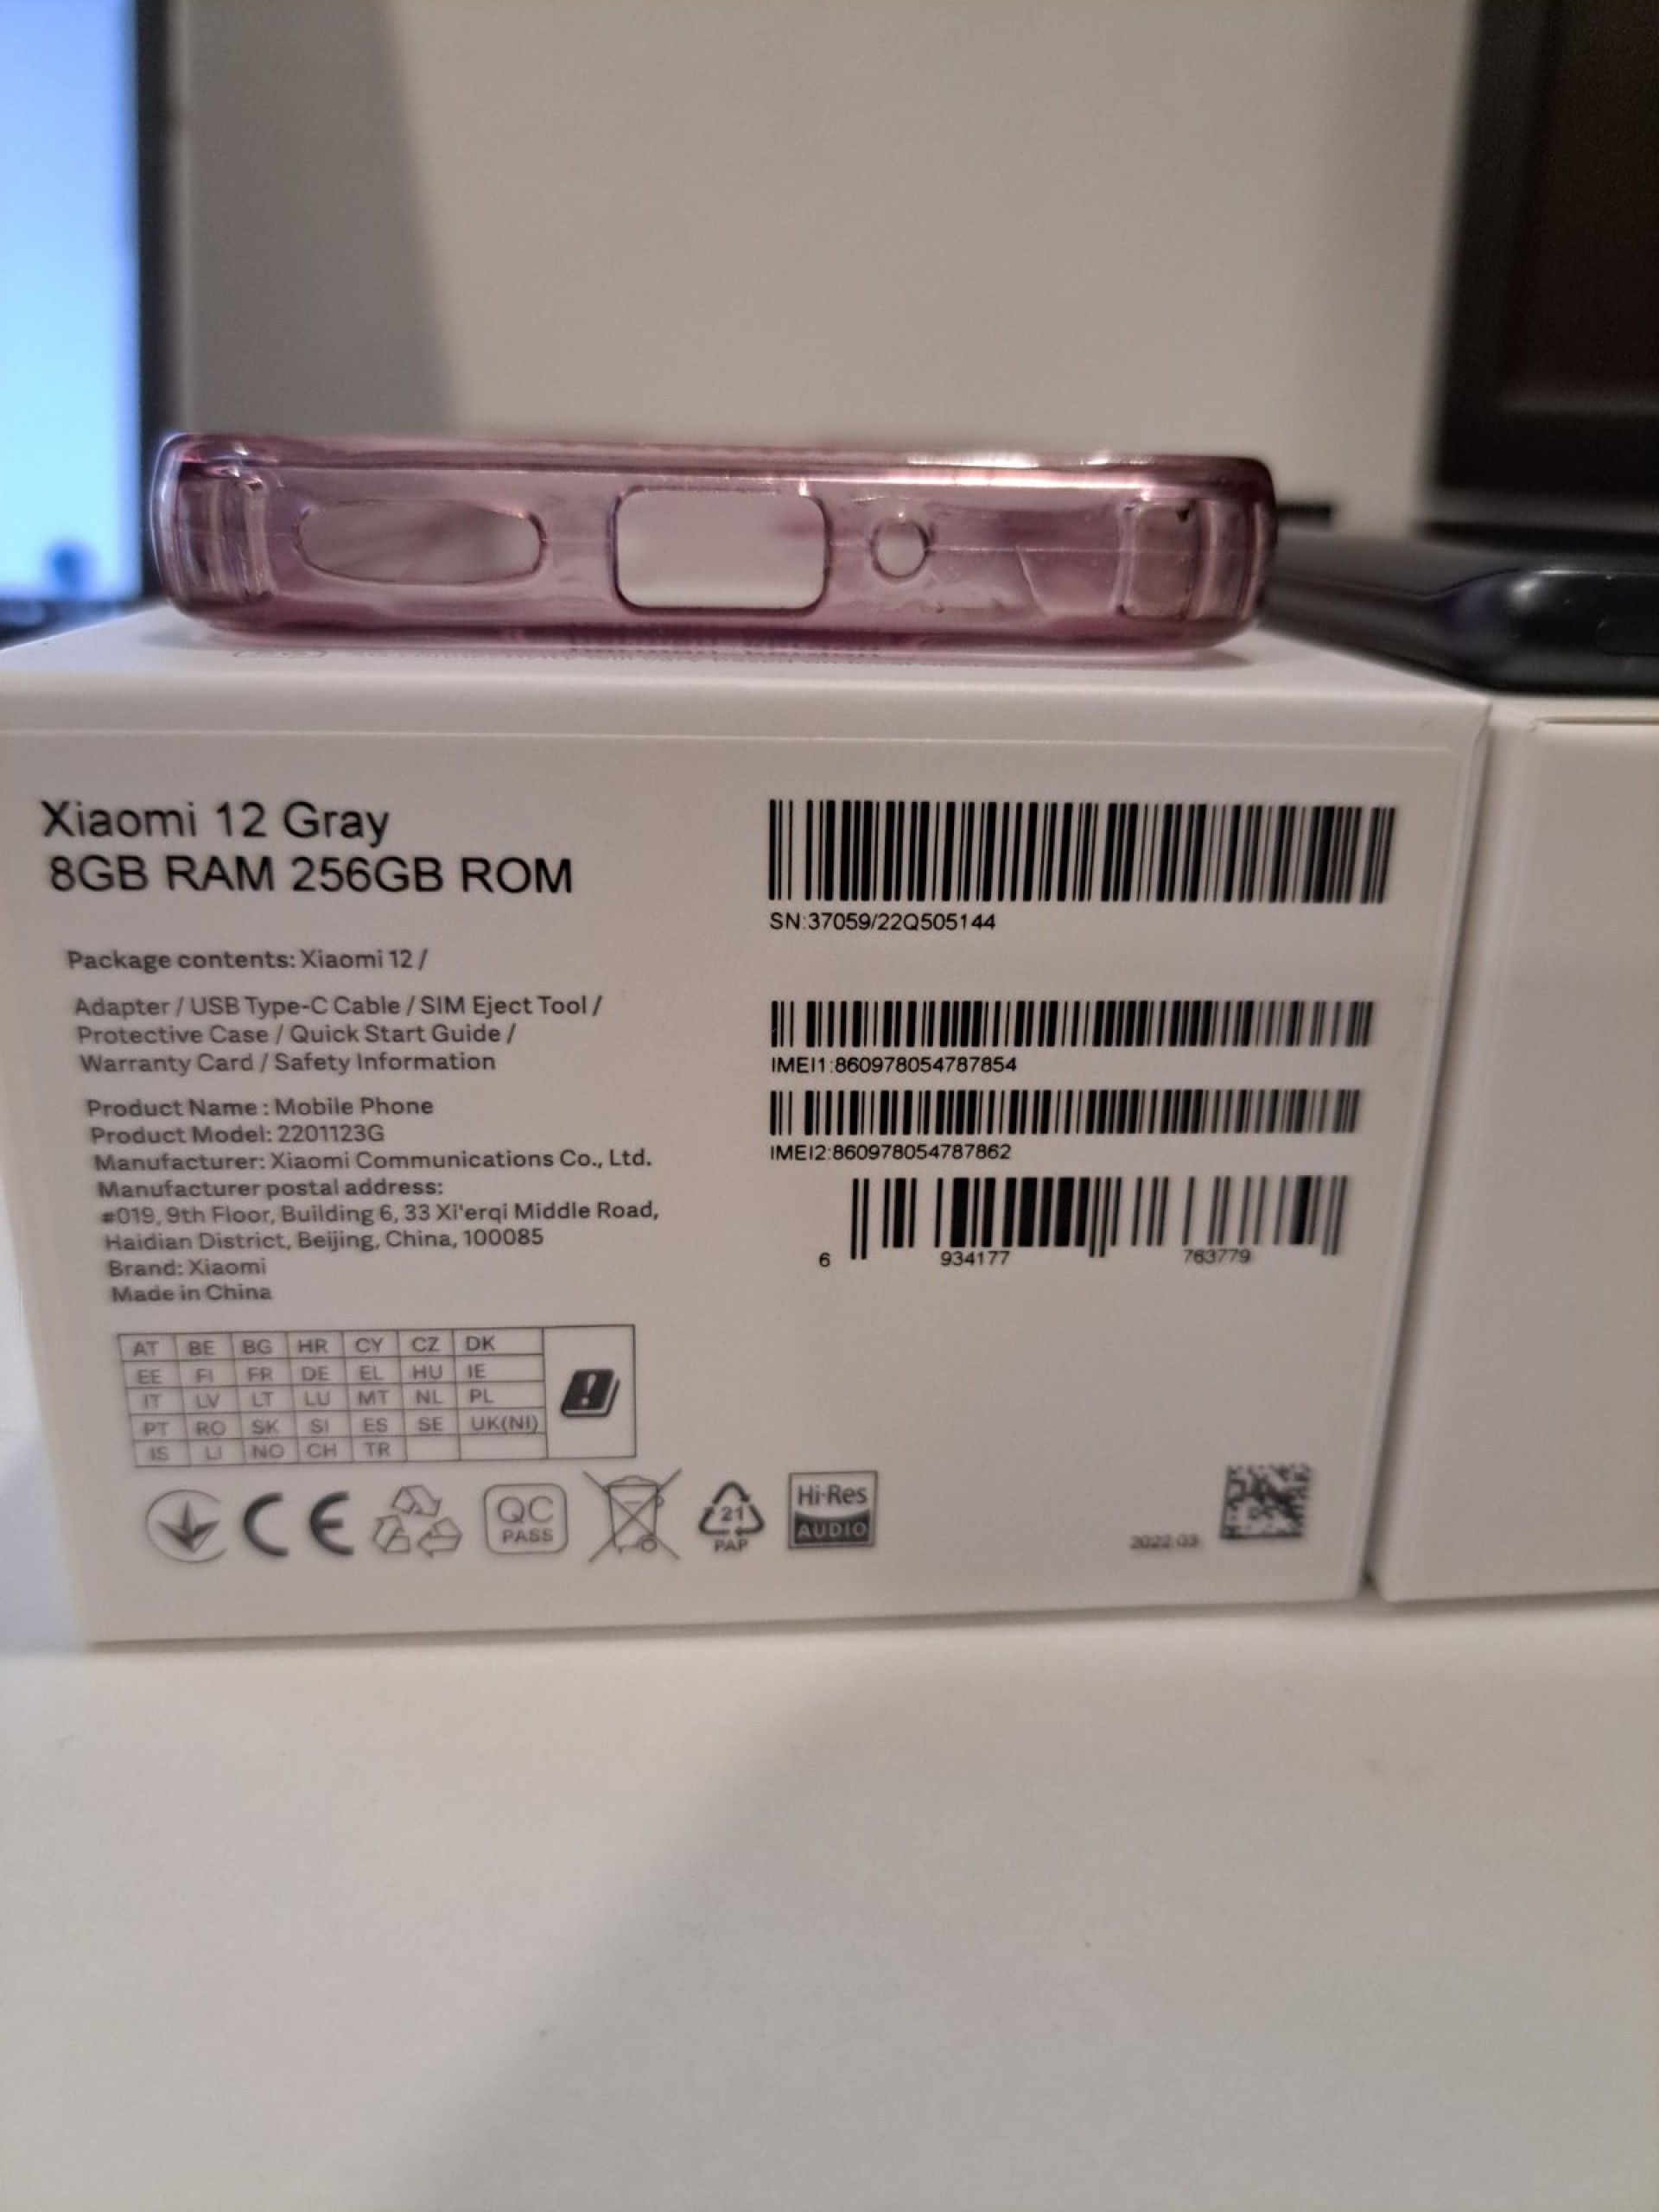 Xiaomi 12 Gray
8GB RAM 256GB ROM
Package contents: Xiaomi 12 /
Adapter / USB Type-C Cable / SIM Eject Tool /
Protective Case / Quick Start Guide /
Warranty Card / Safety Information
Product Name : Mobile Phone
Product Model: 2201123G
Manufacturer: Xiaomi Communications Co., Ltd.
Manufacturer postal address:
#019, 9th Floor, Building 6, 33 Xi'erqi Middle Road,
Haidian District, Beijing, China, 100085
Brand: Xiaomi
Made in China
AT BE BG HR CY CZ DK
EE FI FR DE EL HU IE
IT LV LT LU MT NL PL
PT RO SK SI ES SE UK(NI)
IS LI NO CH TR
CE
QC
PASS
21
PAP
Hi-Res
AUDIO
SN:37059/22Q505144
IMEI1:860978054787854
IMEI2:860978054787862
6 934177 763779
2022.03